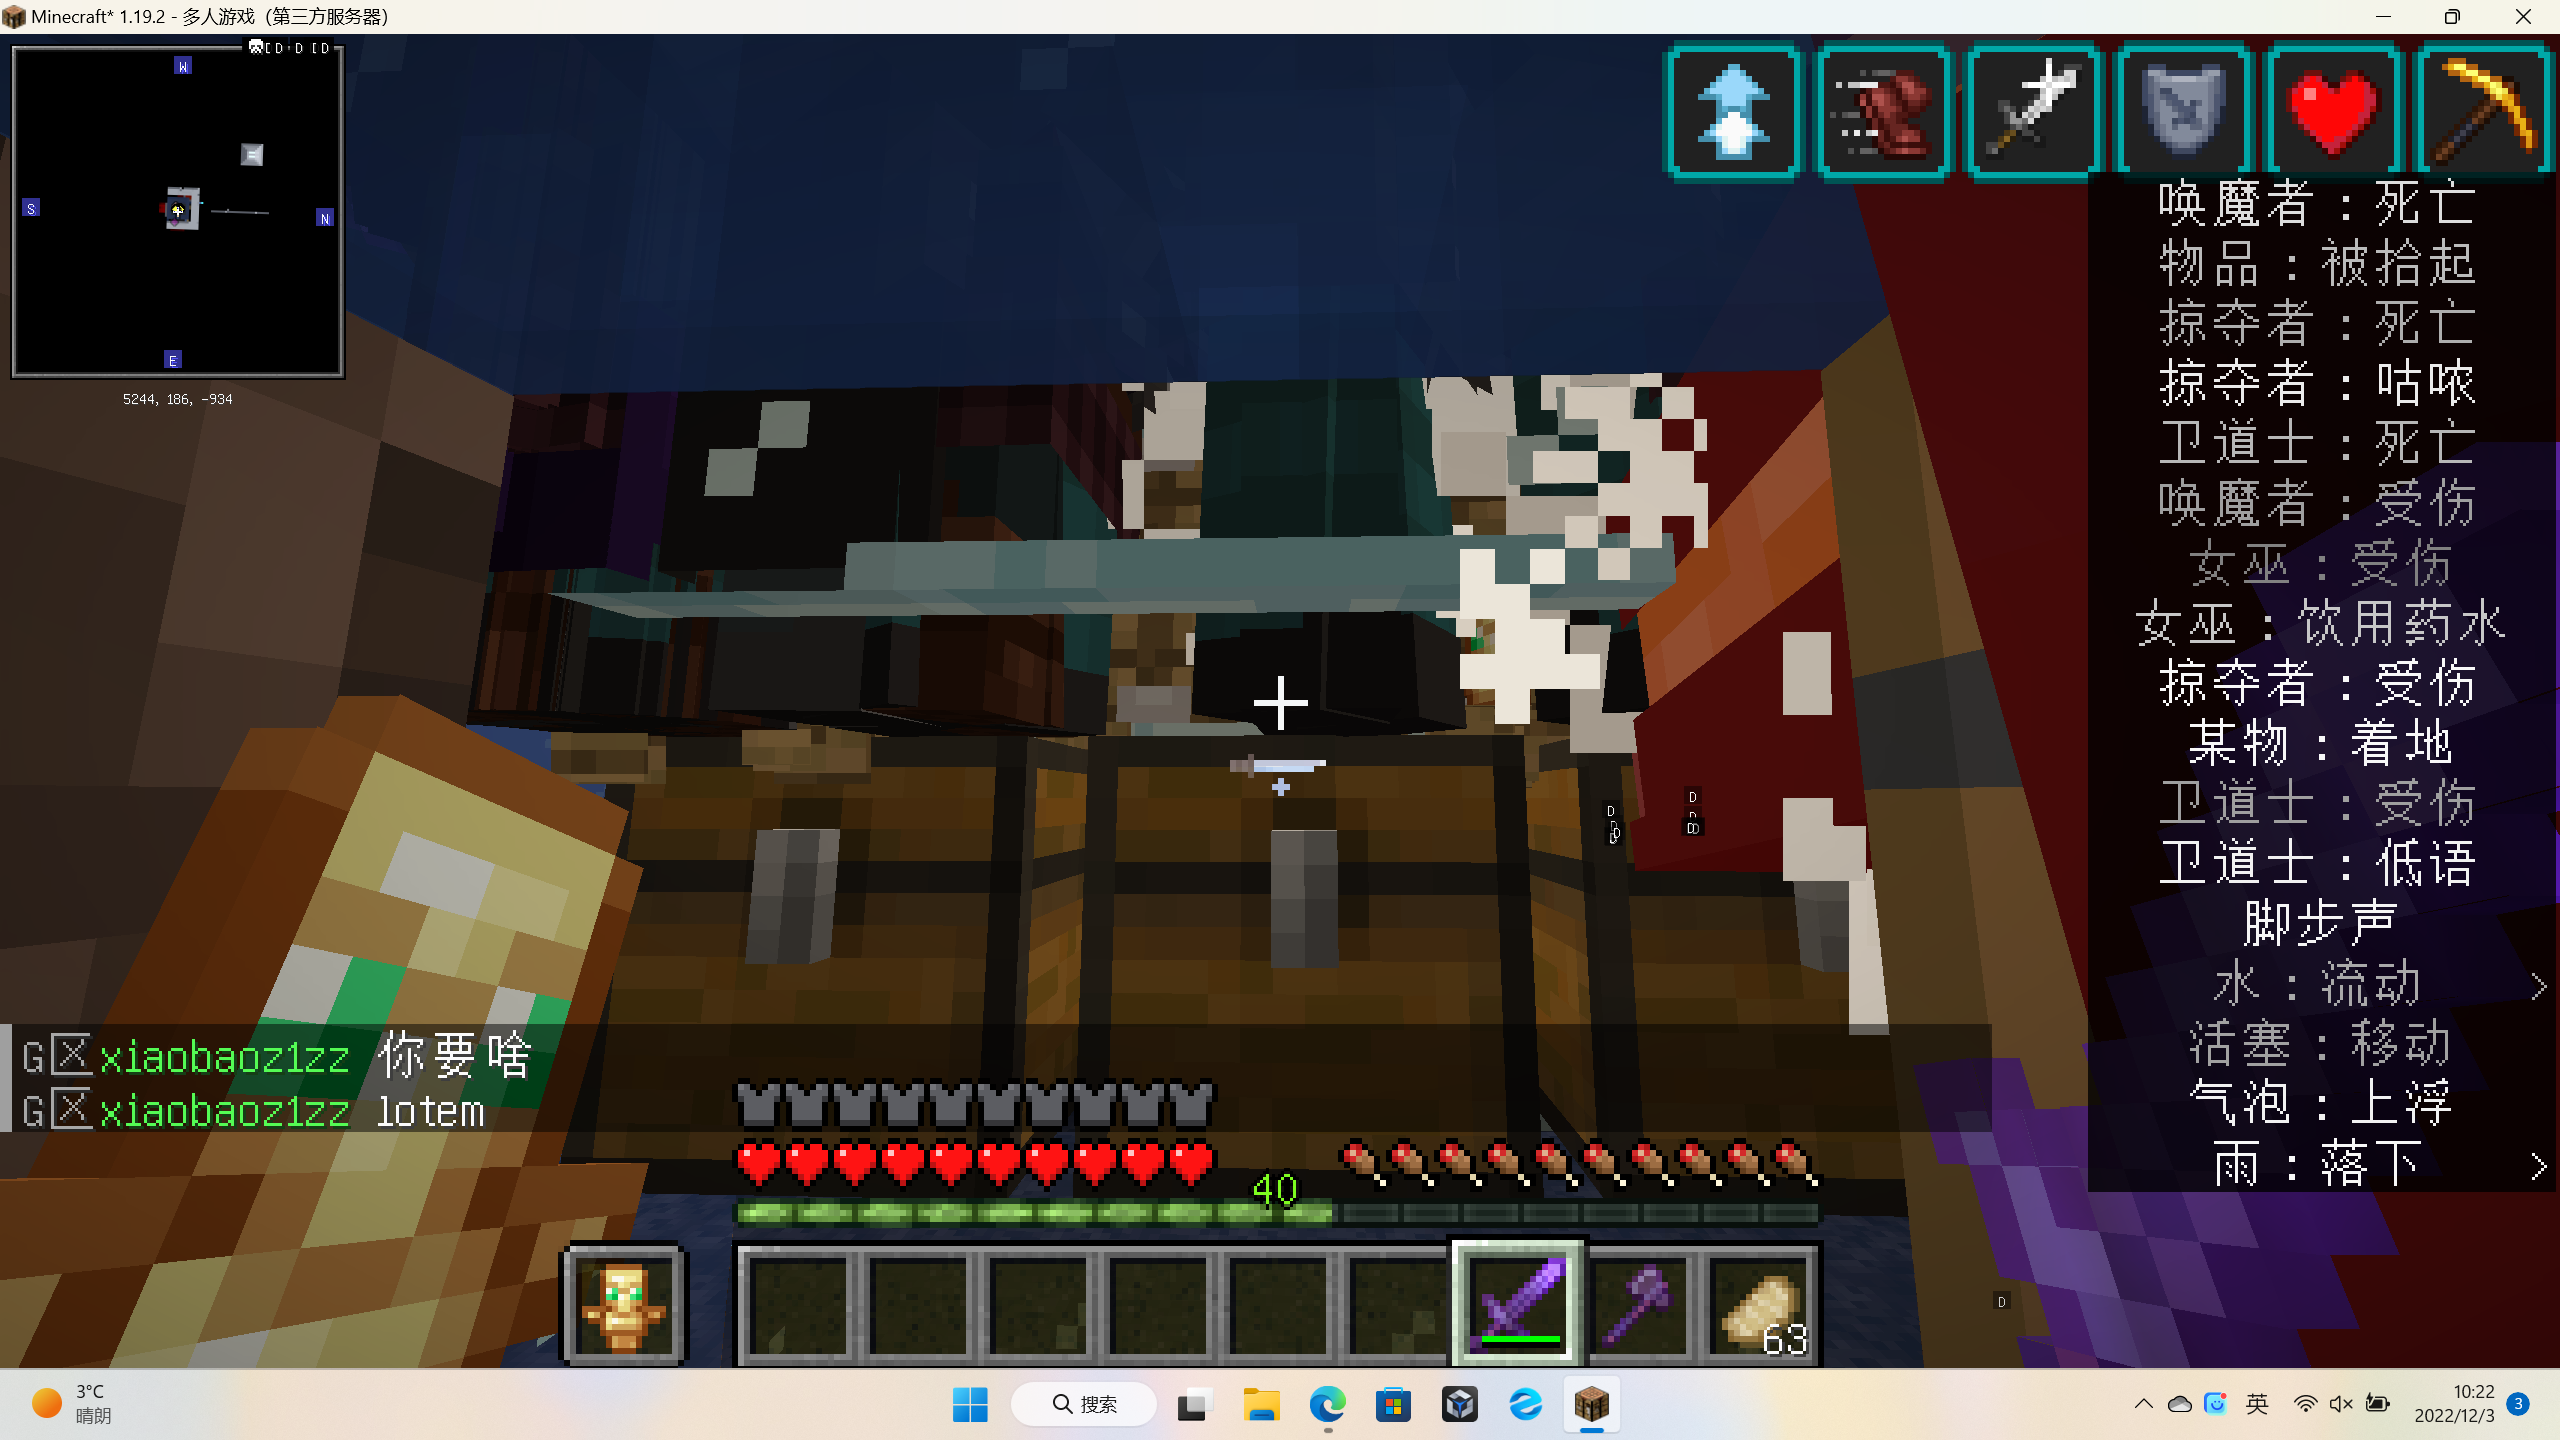 Minecraft* 1.19.2 - 多人游戏（第三方服务器）
D D D
W
S
N
E
5244, 186, -934
唤魔者：死亡
物品：被拾起
掠夺者：死亡
掠夺者：咕哝
卫道士：死亡
唤魔者：受伤
女巫：受伤
女巫：饮用药水
掠夺者：受伤
某物：着地
卫道士：受伤
卫道士：低语
脚步声
水：流动 >
活塞：移动
气泡：上浮
雨：落下 >
D
D
G xiaobaoz1zz 你要啥
G xiaobaoz1zz lotem
40
63
D
3°C
晴朗
搜索
英
10:22
2022/12/3
3